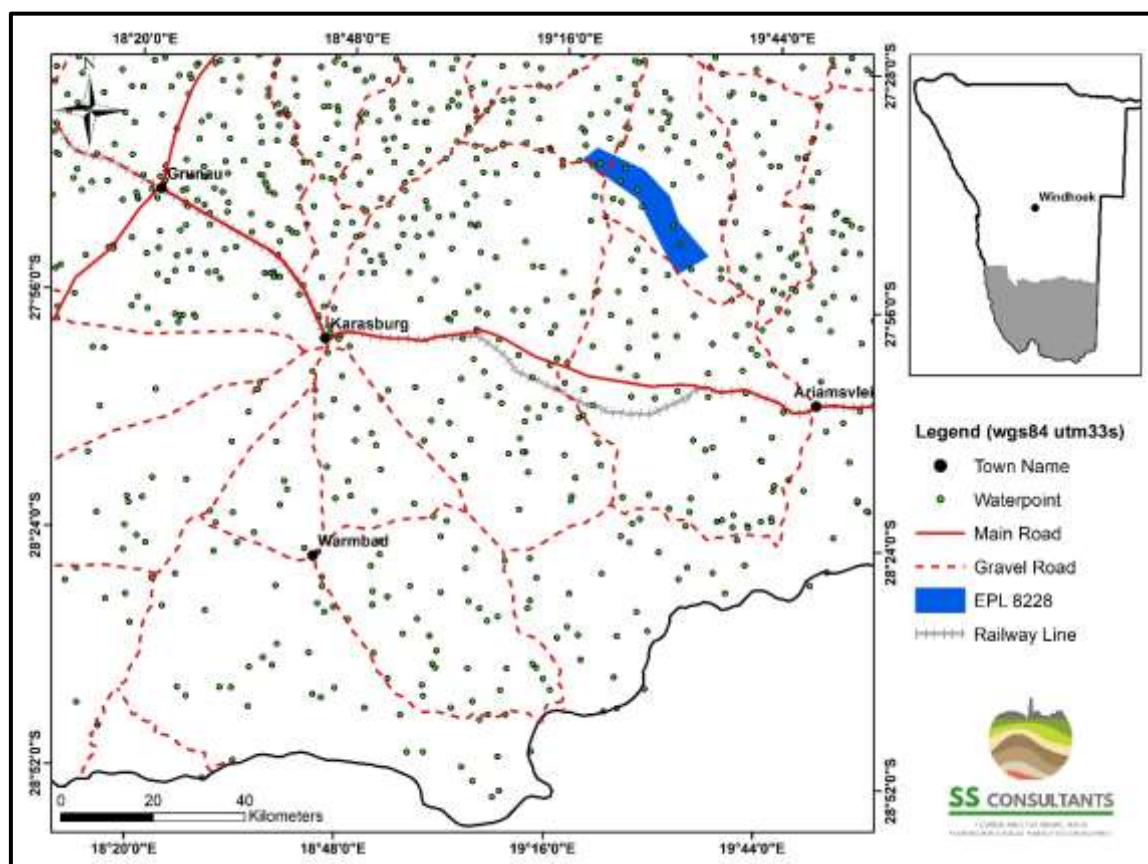 18°20'0"E
18°48'0"E
19°16'0"E
19°44'0"E
N
27°28'0"S
Grunau
Windhoek
27°56'0"S
27°56'0"S
Karasburg
Ariamsvlei
Legend (wgs84 utm33s)
Town Name
Waterpoint
Main Road
28°24'0"S
28°24'0"S
Warmbad
Gravel Road
EPL 8228
Railway Line
28°52'0"S
28°52'0"S
0 20 40
Kilometers
SS CONSULTANTS
18°20'0"E
18°48'0"E
19°16'0"E
19°44'0"E